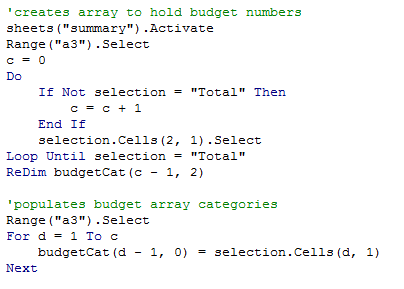 'creates array to hold budget numbers
sheets("summary").Activate
Range("a3").Select
c = 0
Do
    If Not selection = "Total" Then
        c = c + 1
    End If
    selection.Cells(2, 1).Select
Loop Until selection = "Total"
ReDim budgetCat(c - 1, 2)

'populates budget array categories
Range("a3").Select
For d = 1 To c
    budgetCat(d - 1, 0) = selection.Cells(d, 1)
Next